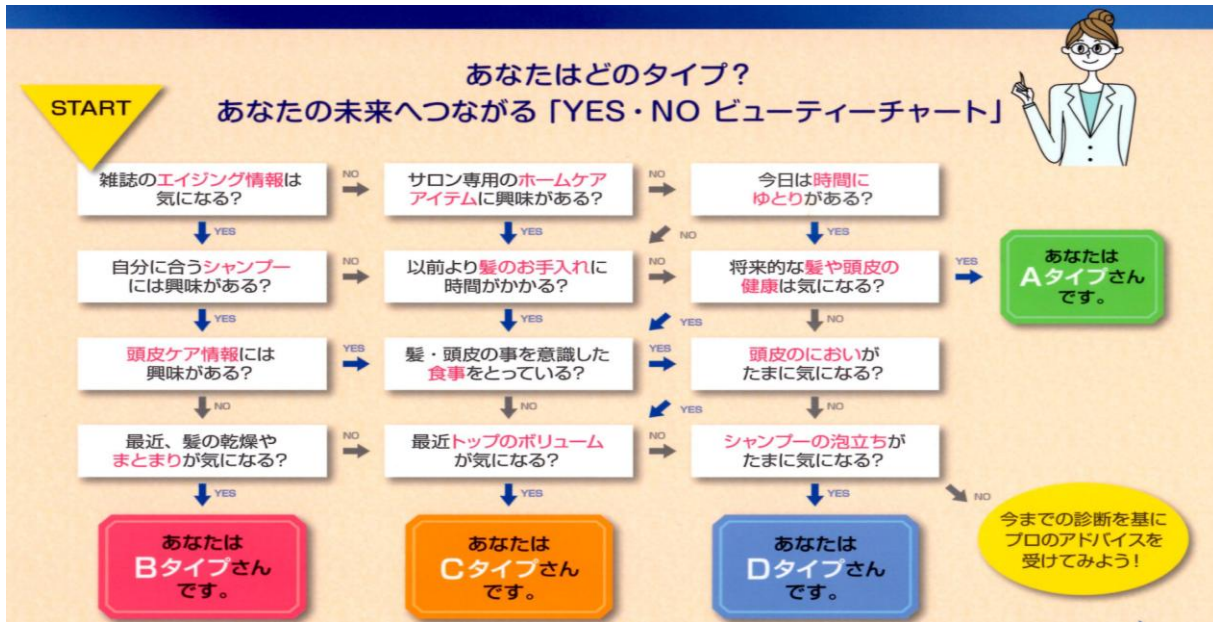 あなたはどのタイプ?
START
あなたの未来へつながる「YES・NO ビューティーチャート」
雑誌のエイジング情報は
気になる?
NO
サロン専用のホームケア
アイテムに興味がある?
NO
今日は時間に
ゆとりがある?
YES
YES
NO
YES
自分に合うシャンプー
には興味がある?
NO
以前より髪のお手入れに
時間がかかる?
NO
将来的な髪や頭皮の
健康は気になる?
YES
あなたは
Aタイプさん
です。
YES
YES
YES
NO
頭皮ケア情報には
興味がある?
YES
髪・頭皮の事を意識した
食事をとっている?
YES
頭皮のにおいが
たまに気になる?
NO
NO
YES
NO
最近、髪の乾燥や
まとまりが気になる?
NO
最近トップのボリューム
が気になる?
NO
シャンプーの泡立ちが
たまに気になる?
YES
YES
YES
NO
あなたは
Bタイプさん
です。
あなたは
Cタイプさん
です。
あなたは
Dタイプさん
です。
今までの診断を基に
プロのアドバイスを
受けてみよう!